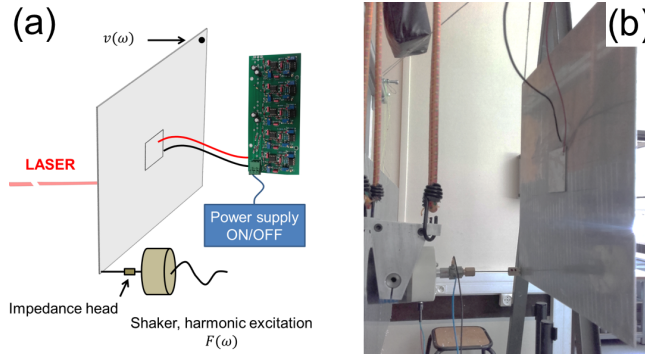 (a)
v(ω)
LASER
Power supply
ON/OFF
Impedance head
Shaker, harmonic excitation
F(ω)
(b)